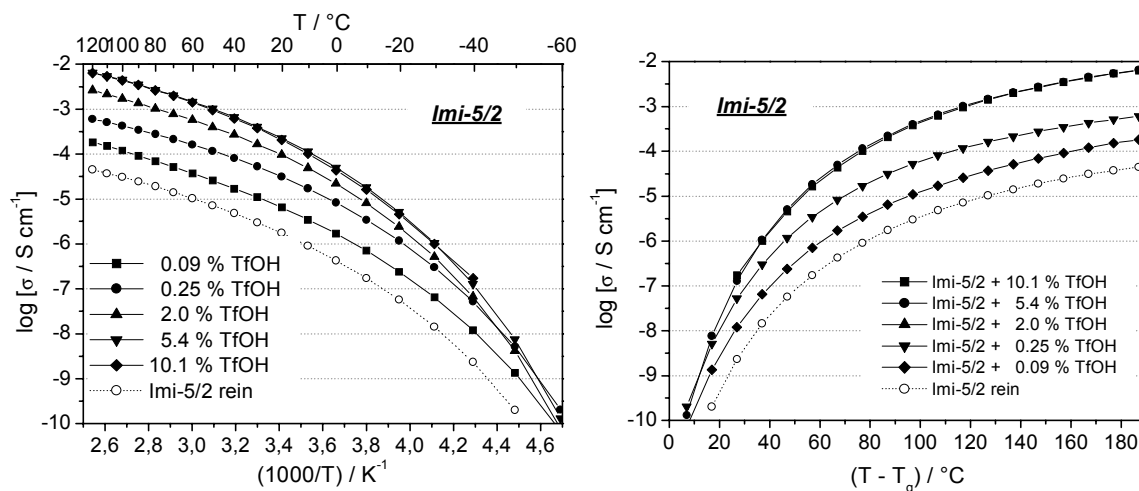 T / °C
120 100 80 60 40 20 0 -20 -40 -60
-2
-3
-4
-5
-6
-7
-8
-9
-10
log [σ / S cm⁻¹]
Imi-5/2
0.09 % TfOH
0.25 % TfOH
2.0 % TfOH
5.4 % TfOH
10.1 % TfOH
Imi-5/2 rein
2,6 2,8 3,0 3,2 3,4 3,6 3,8 4,0 4,2 4,4 4,6
(1000/T) / K⁻¹
-2
-3
-4
-5
-6
-7
-8
-9
-10
log [σ / S cm⁻¹]
Imi-5/2
Imi-5/2 + 10.1 % TfOH
Imi-5/2 + 5.4 % TfOH
Imi-5/2 + 2.0 % TfOH
Imi-5/2 + 0.25 % TfOH
Imi-5/2 + 0.09 % TfOH
Imi-5/2 rein
0 20 40 60 80 100 120 140 160 180
(T - Tg) / °C